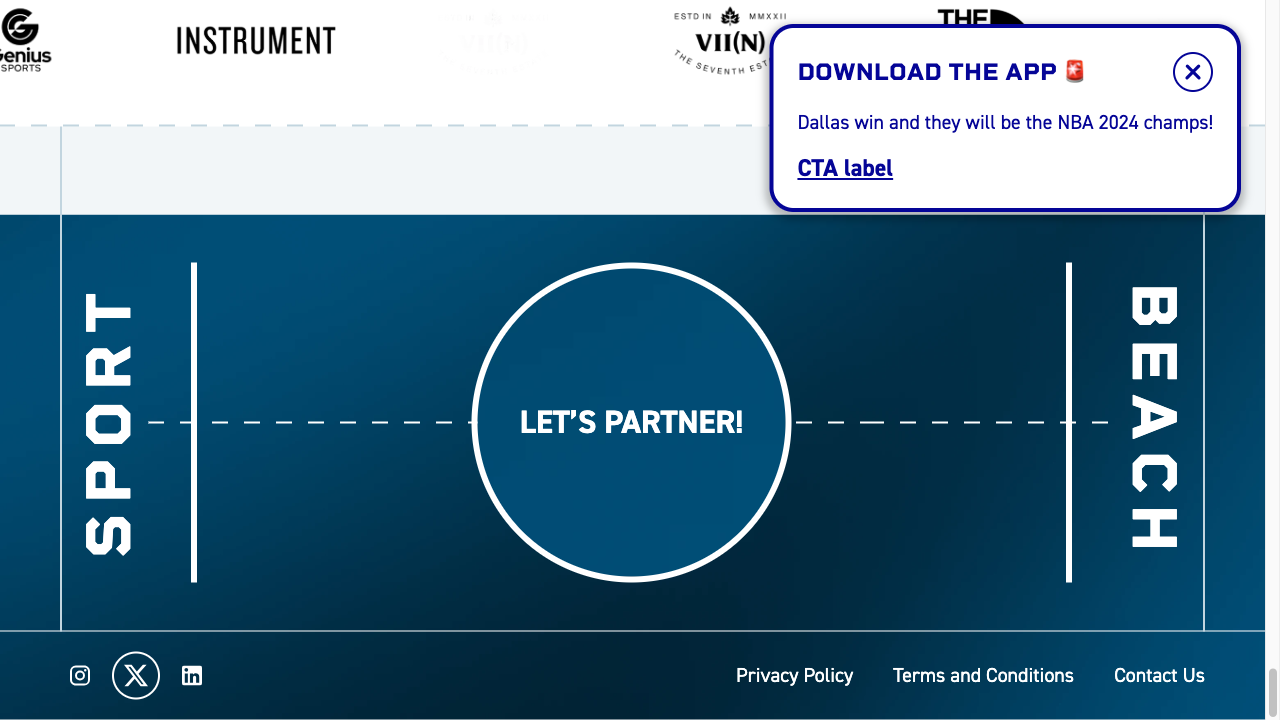 Genius
SPORTS
INSTRUMENT
VII(N)
ESTD IN MMXXII
VII(N)
THE SEVENTH EST
THE
DOWNLOAD THE APP 🚨
Dallas win and they will be the NBA 2024 champs!
CTA label
SPORT
LET'S PARTNER!
BEACH
Privacy Policy
Terms and Conditions
Contact Us